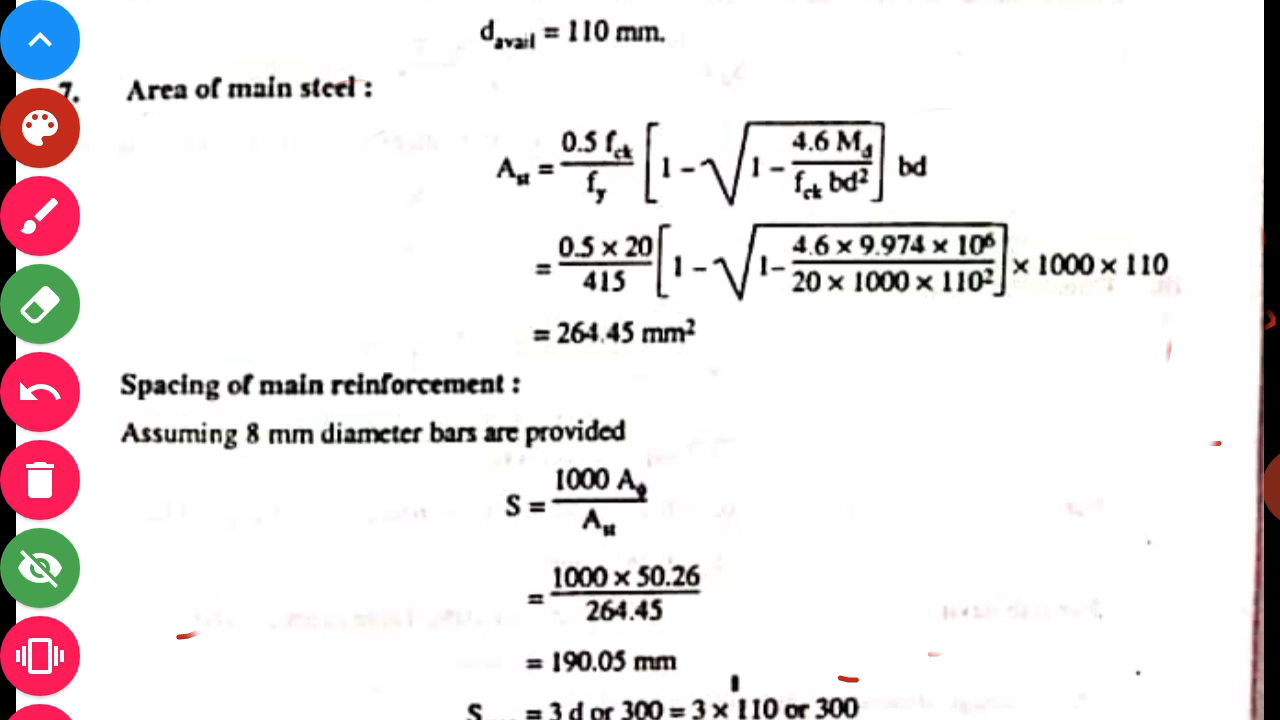 d_avail = 110 mm.
7. Area of main steel :
A_st = (0.5 f_ck / f_y) [1 – √(1 – (4.6 M_d / f_ck bd²))] bd
= (0.5 × 20 / 415) [1 – √(1 – (4.6 × 9.974 × 10⁶ / 20 × 1000 × 110²))] × 1000 × 110
= 264.45 mm²
Spacing of main reinforcement :
Assuming 8 mm diameter bars are provided
S = 1000 A_φ / A_st
= 1000 × 50.26 / 264.45
= 190.05 mm
S = 3 d or 300 = 3 × 110 or 300